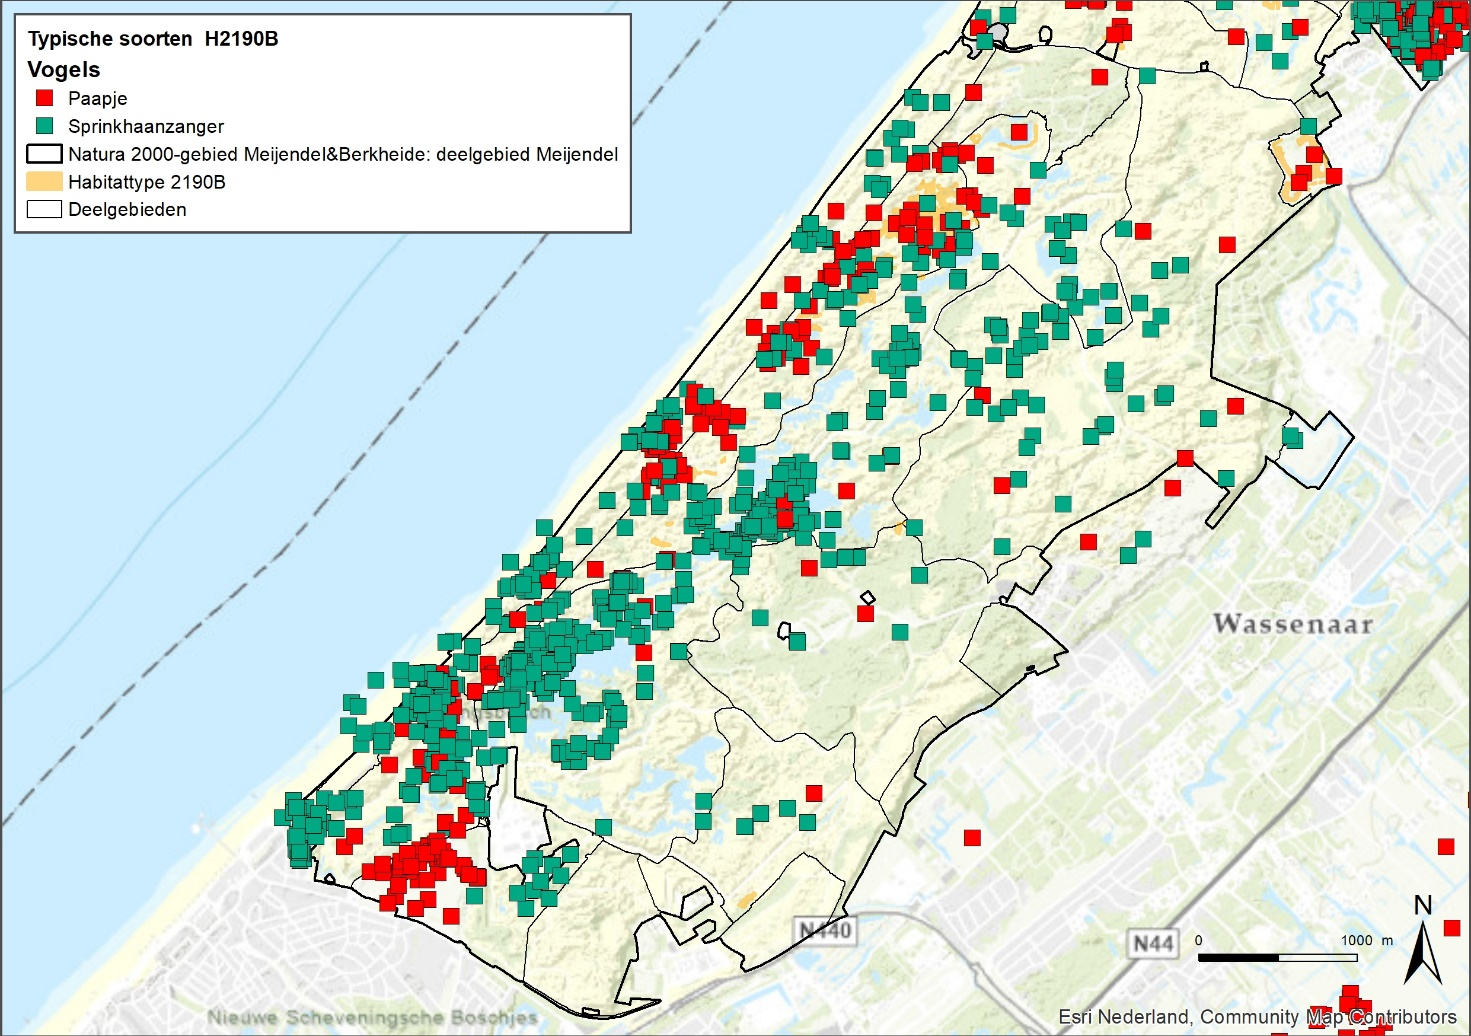 Typische soorten H2190B
Vogels
Paapje
Sprinkhaanzanger
Natura 2000-gebied Meijendel&Berkheide: deelgebied Meijendel
Habitattype 2190B
Deelgebieden
Wassenaar
N440
N44
N
0 1000 m
Nieuwe Scheveningsche Boschjes
Esri Nederland, Community Map Contributors